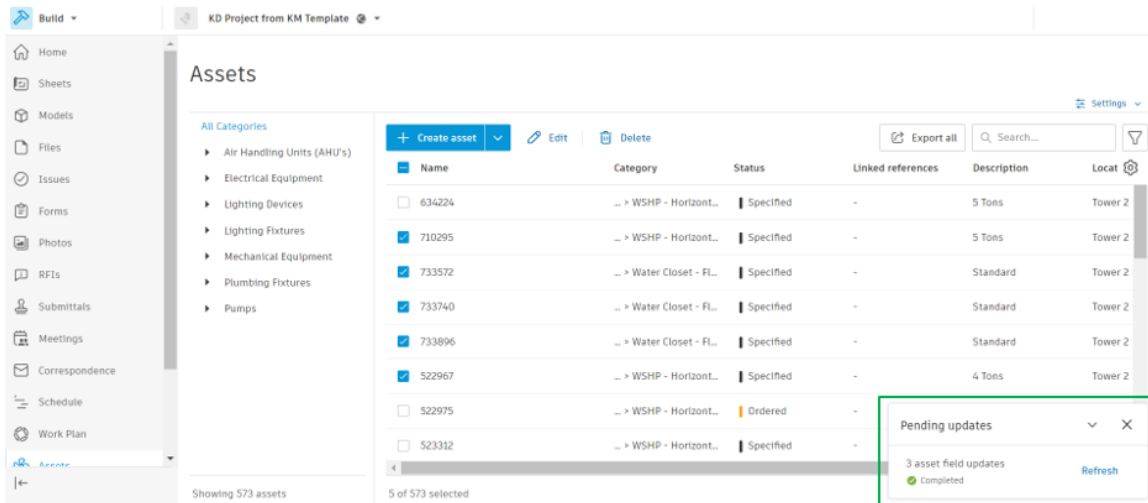 Build
KD Project from KM Template
Home
Sheets
Models
Files
Issues
Forms
Photos
RFIs
Submittals
Meetings
Correspondence
Schedule
Work Plan
Assets
Assets
Settings
All Categories
Air Handling Units (AHU's)
Electrical Equipment
Lighting Devices
Lighting Fixtures
Mechanical Equipment
Plumbing Fixtures
Pumps
Showing 573 assets
+ Create asset Edit Delete Export all Search...
Name Category Status Linked references Description Locat
634224 ... > WSHP - Horizont... Specified - 5 Tons Tower 2
710295 ... > WSHP - Horizont... Specified - 5 Tons Tower 2
733572 ... > Water Closet - Fl... Specified - Standard Tower 2
733740 ... > Water Closet - Fl... Specified - Standard Tower 2
733896 ... > Water Closet - Fl... Specified - Standard Tower 2
522967 ... > WSHP - Horizont... Specified - 4 Tons Tower 2
522975 ... > WSHP - Horizont... Ordered -
523312 ... > WSHP - Horizont... Specified -
5 of 573 selected
Pending updates
3 asset field updates
Completed
Refresh